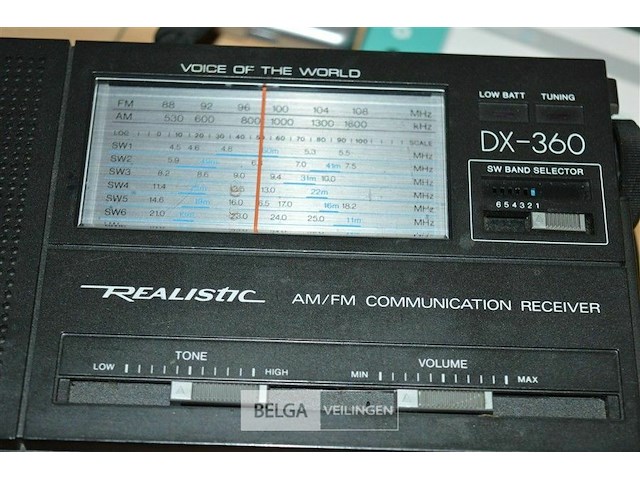 VOICE OF THE WORLD
LOW BATT TUNING
FM 88 92 96 100 104 108 MHz
AM 530 600 800 1000 1300 1600 kHz
LOG 0 10 20 30 40 60 70 80 90 100 SCALE
SW1 4.5 4.6 4.8 5.3 5.5 MHz
SW2 5.9 7.0 41m 7.5 MHz
SW3 8.2 8.6 9.0 9.4 31m 10.0 MHz
SW4 11.4 13.0 22m MHz
SW5 14.6 19m 16.0 17.0 16m 18.2 MHz
SW6 21.0 23.0 24.0 25.0 11m MHz
DX-360
SW BAND SELECTOR
6 5 4 3 2 1
REALISTIC AM/FM COMMUNICATION RECEIVER
TONE VOLUME
LOW HIGH MIN MAX
BELGA VEILINGEN